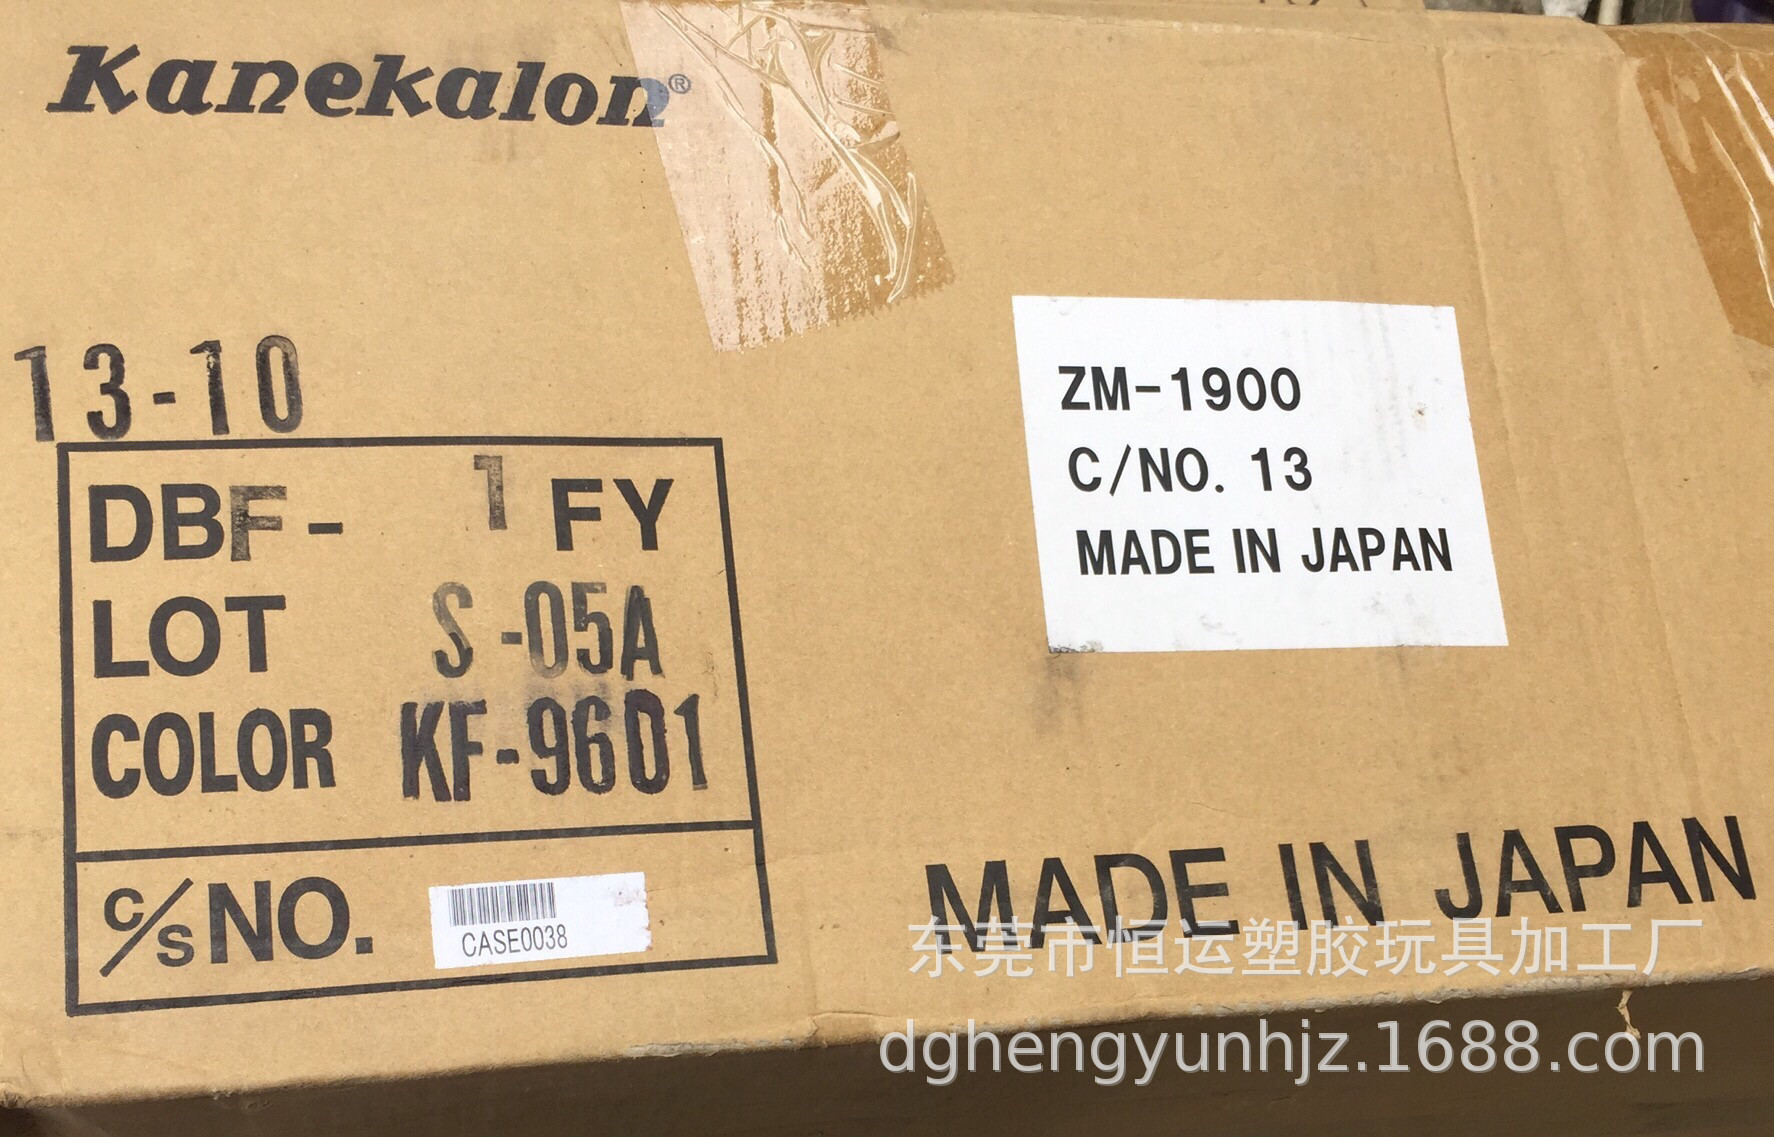 Kanekalon®
13-10
DBF- 1 FY
LOT S-05A
COLOR KF-9601
C/S NO. CASE0038
ZM-1900
C/NO. 13
MADE IN JAPAN
MADE IN JAPAN
东莞市恒运塑胶玩具加工厂
dghengyunhjz.1688.com